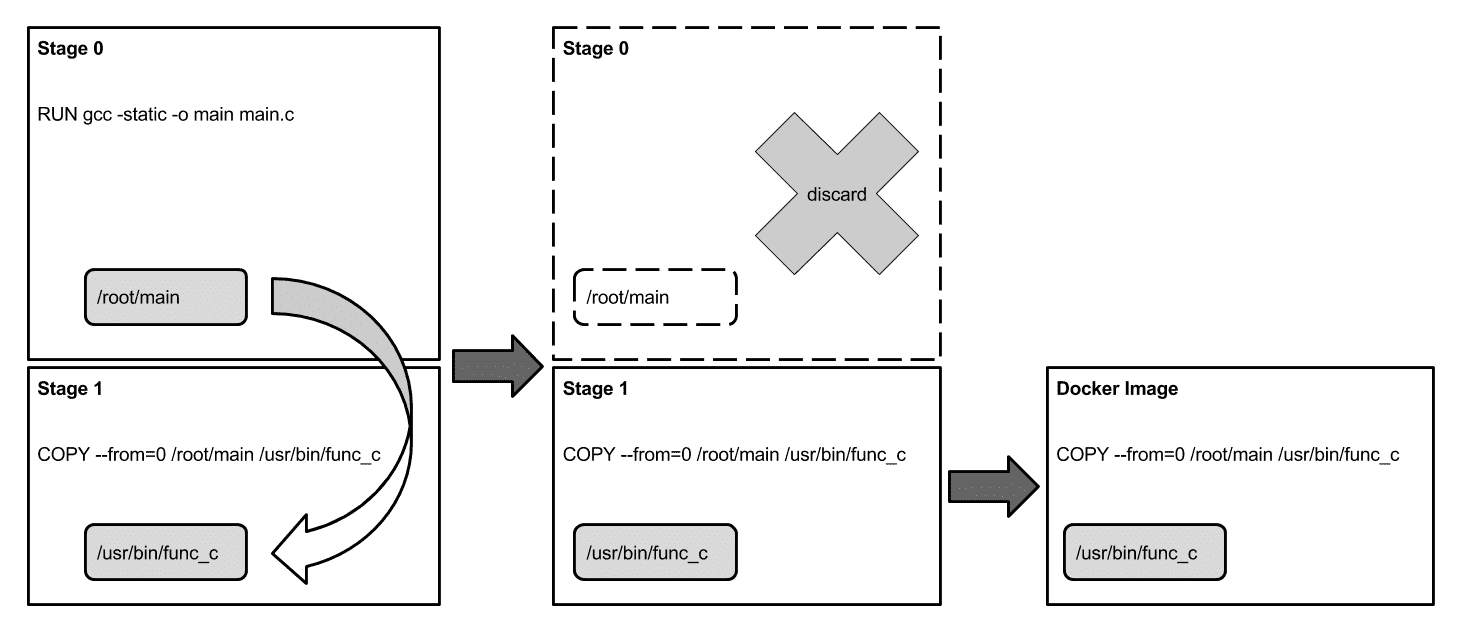 Stage 0
RUN gcc -static -o main main.c
/root/main
Stage 1
COPY --from=0 /root/main /usr/bin/func_c
/usr/bin/func_c
Stage 0
discard
/root/main
Stage 1
COPY --from=0 /root/main /usr/bin/func_c
/usr/bin/func_c
Docker Image
COPY --from=0 /root/main /usr/bin/func_c
/usr/bin/func_c